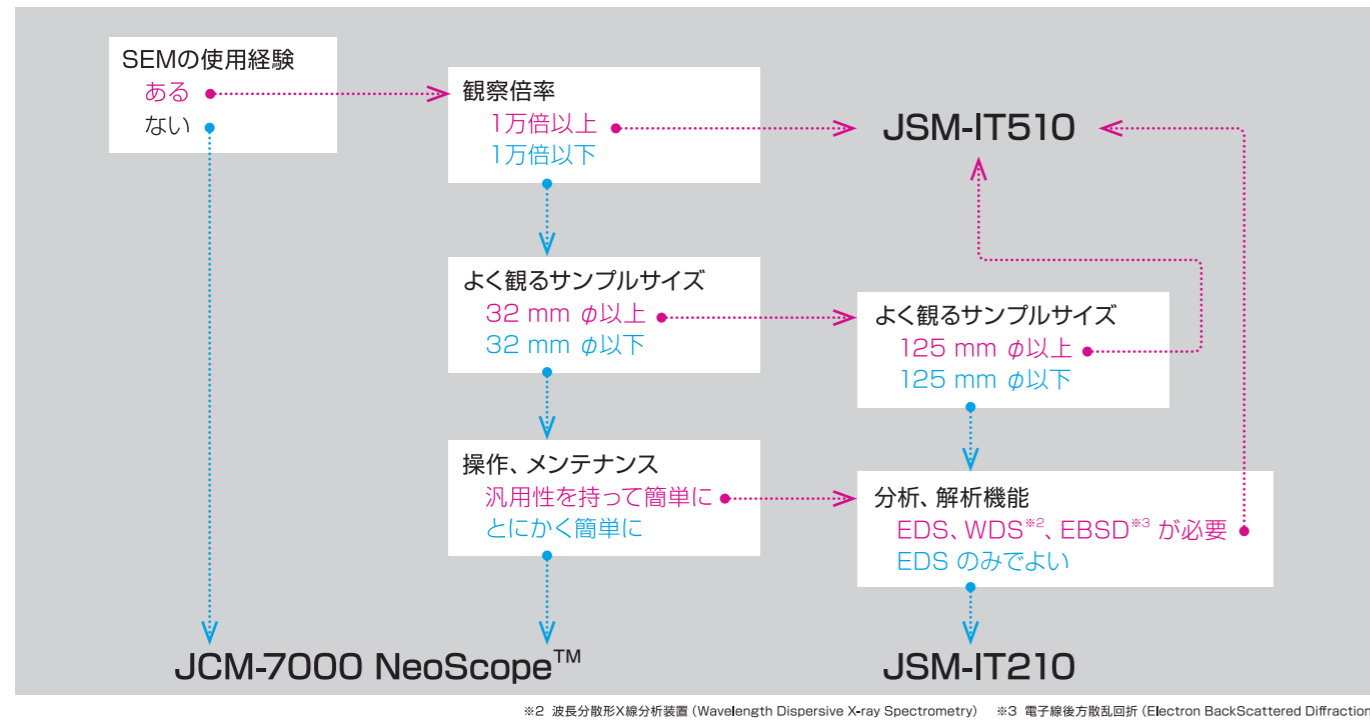 SEMの使用経験
ある
ない
観察倍率
1万倍以上
1万倍以下
JSM-IT510
よく観るサンプルサイズ
32 mm φ以上
32 mm φ以下
よく観るサンプルサイズ
125 mm φ以上
125 mm φ以下
操作、メンテナンス
汎用性を持って簡単に
とにかく簡単に
分析、解析機能
EDS、WDS※2、EBSD※3 が必要
EDS のみでよい
JCM-7000 NeoScope™
JSM-IT210
※2 波長分散形X線分析装置 (Wavelength Dispersive X-ray Spectrometry) ※3 電子線後方散乱回折 (Electron BackScattered Diffraction